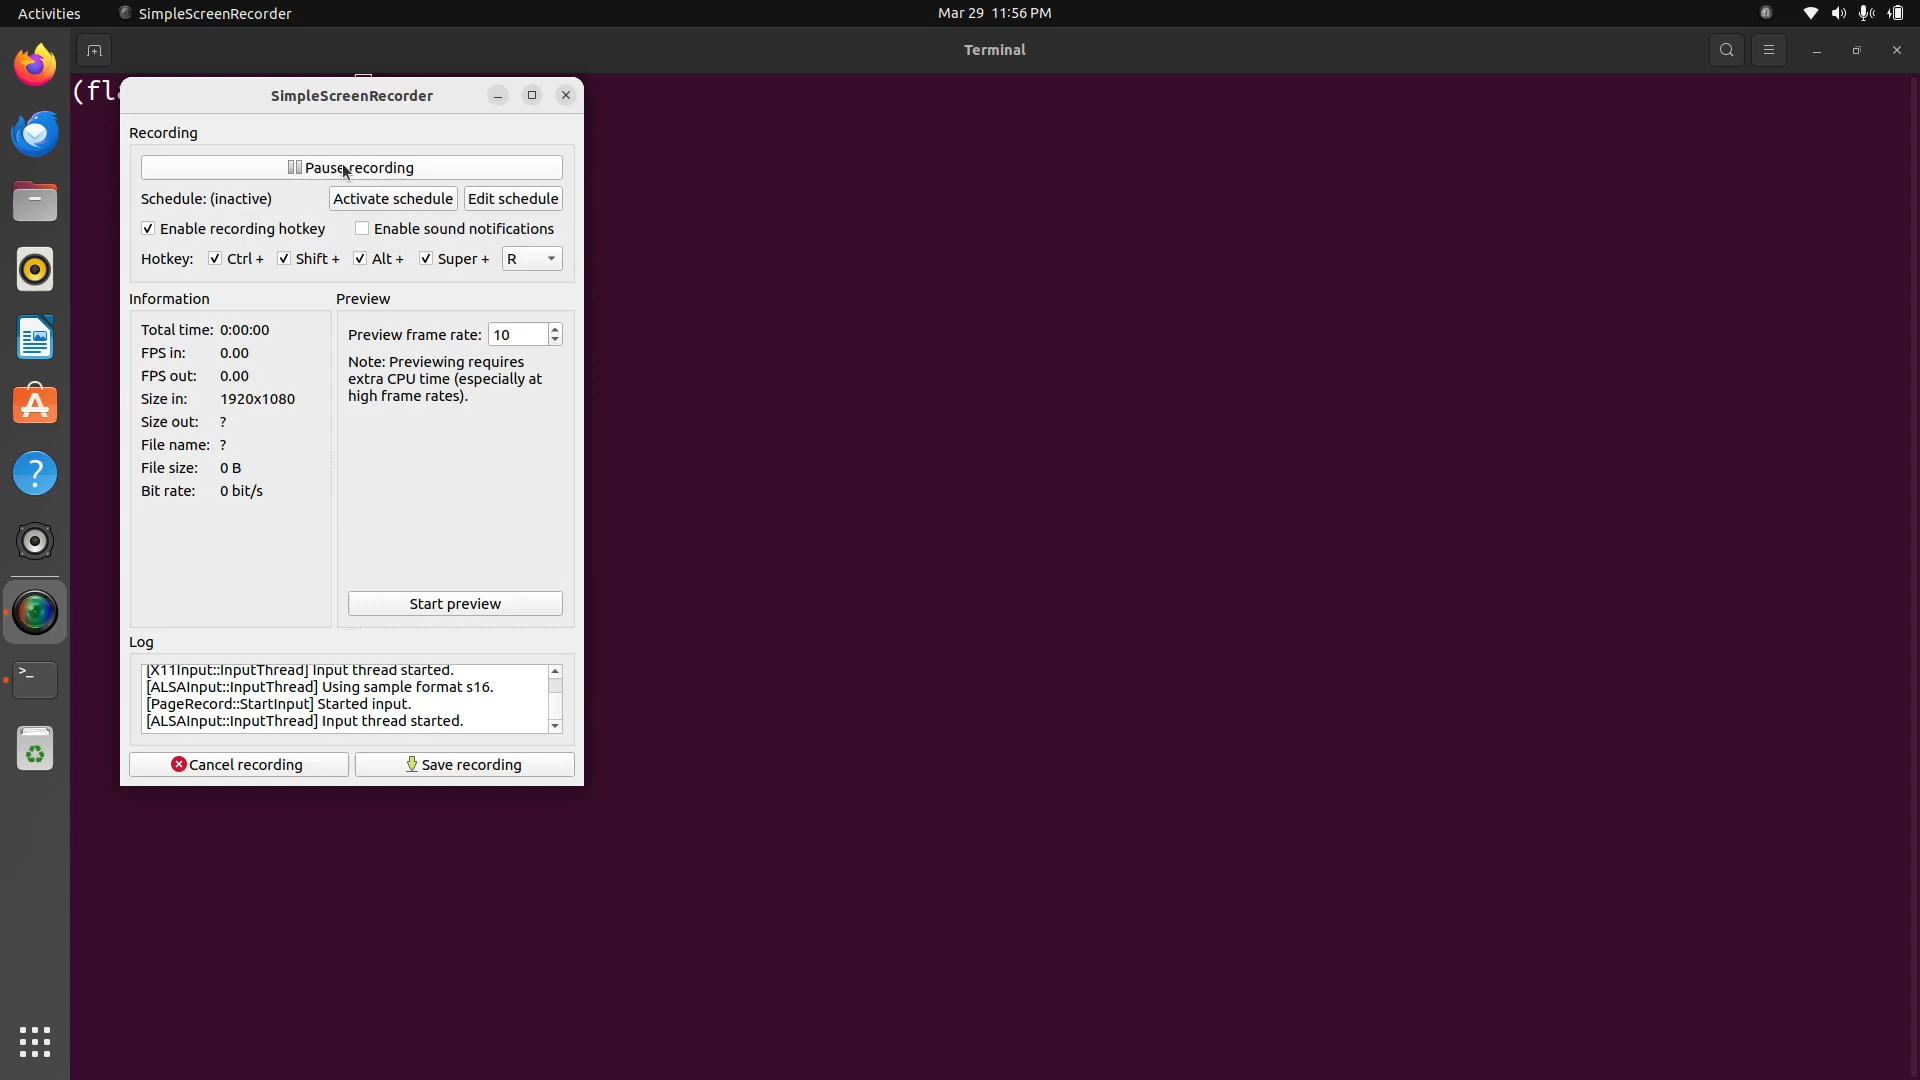 Activities SimpleScreenRecorder Mar 29 11:56 PM
Terminal
(fl
SimpleScreenRecorder
Recording
Pause recording
Schedule: (inactive) Activate schedule Edit schedule
Enable recording hotkey Enable sound notifications
Hotkey: Ctrl + Shift + Alt + Super + R
Information Preview
Total time: 0:00:00
FPS in: 0.00
FPS out: 0.00
Size in: 1920x1080
Size out: ?
File name: ?
File size: 0 B
Bit rate: 0 bit/s
Preview frame rate: 10
Note: Previewing requires
extra CPU time (especially at
high frame rates).
Start preview
Log
[X11Input::InputThread] Input thread started.
[ALSAInput::InputThread] Using sample format s16.
[PageRecord::StartInput] Started input.
[ALSAInput::InputThread] Input thread started.
Cancel recording Save recording